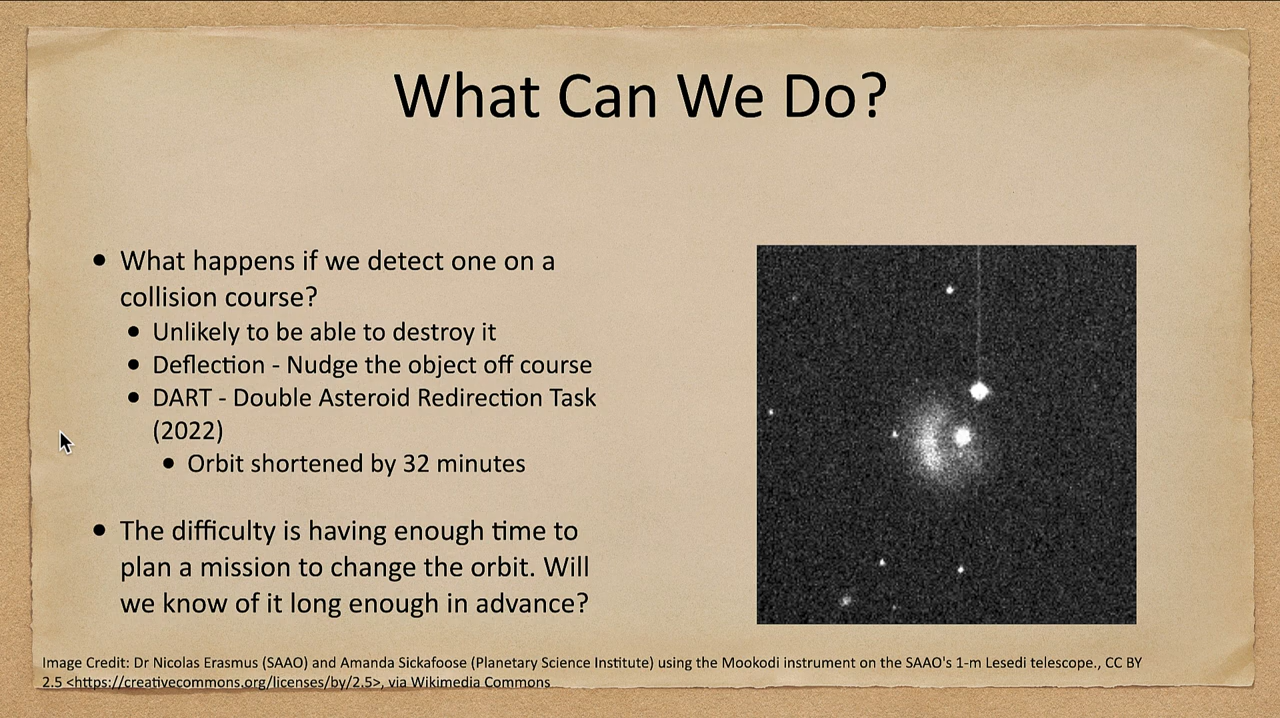 What Can We Do?
• What happens if we detect one on a
collision course?
• Unlikely to be able to destroy it
• Deflection - Nudge the object off course
• DART - Double Asteroid Redirection Task
(2022)
• Orbit shortened by 32 minutes
• The difficulty is having enough time to
plan a mission to change the orbit. Will
we know of it long enough in advance?
Image Credit: Dr Nicolas Erasmus (SAAO) and Amanda Sickafoose (Planetary Science Institute) using the Mookodi instrument on the SAAO's 1-m Lesedi telescope., CC BY
2.5 <https://creativecommons.org/licenses/by/2.5>, via Wikimedia Commons